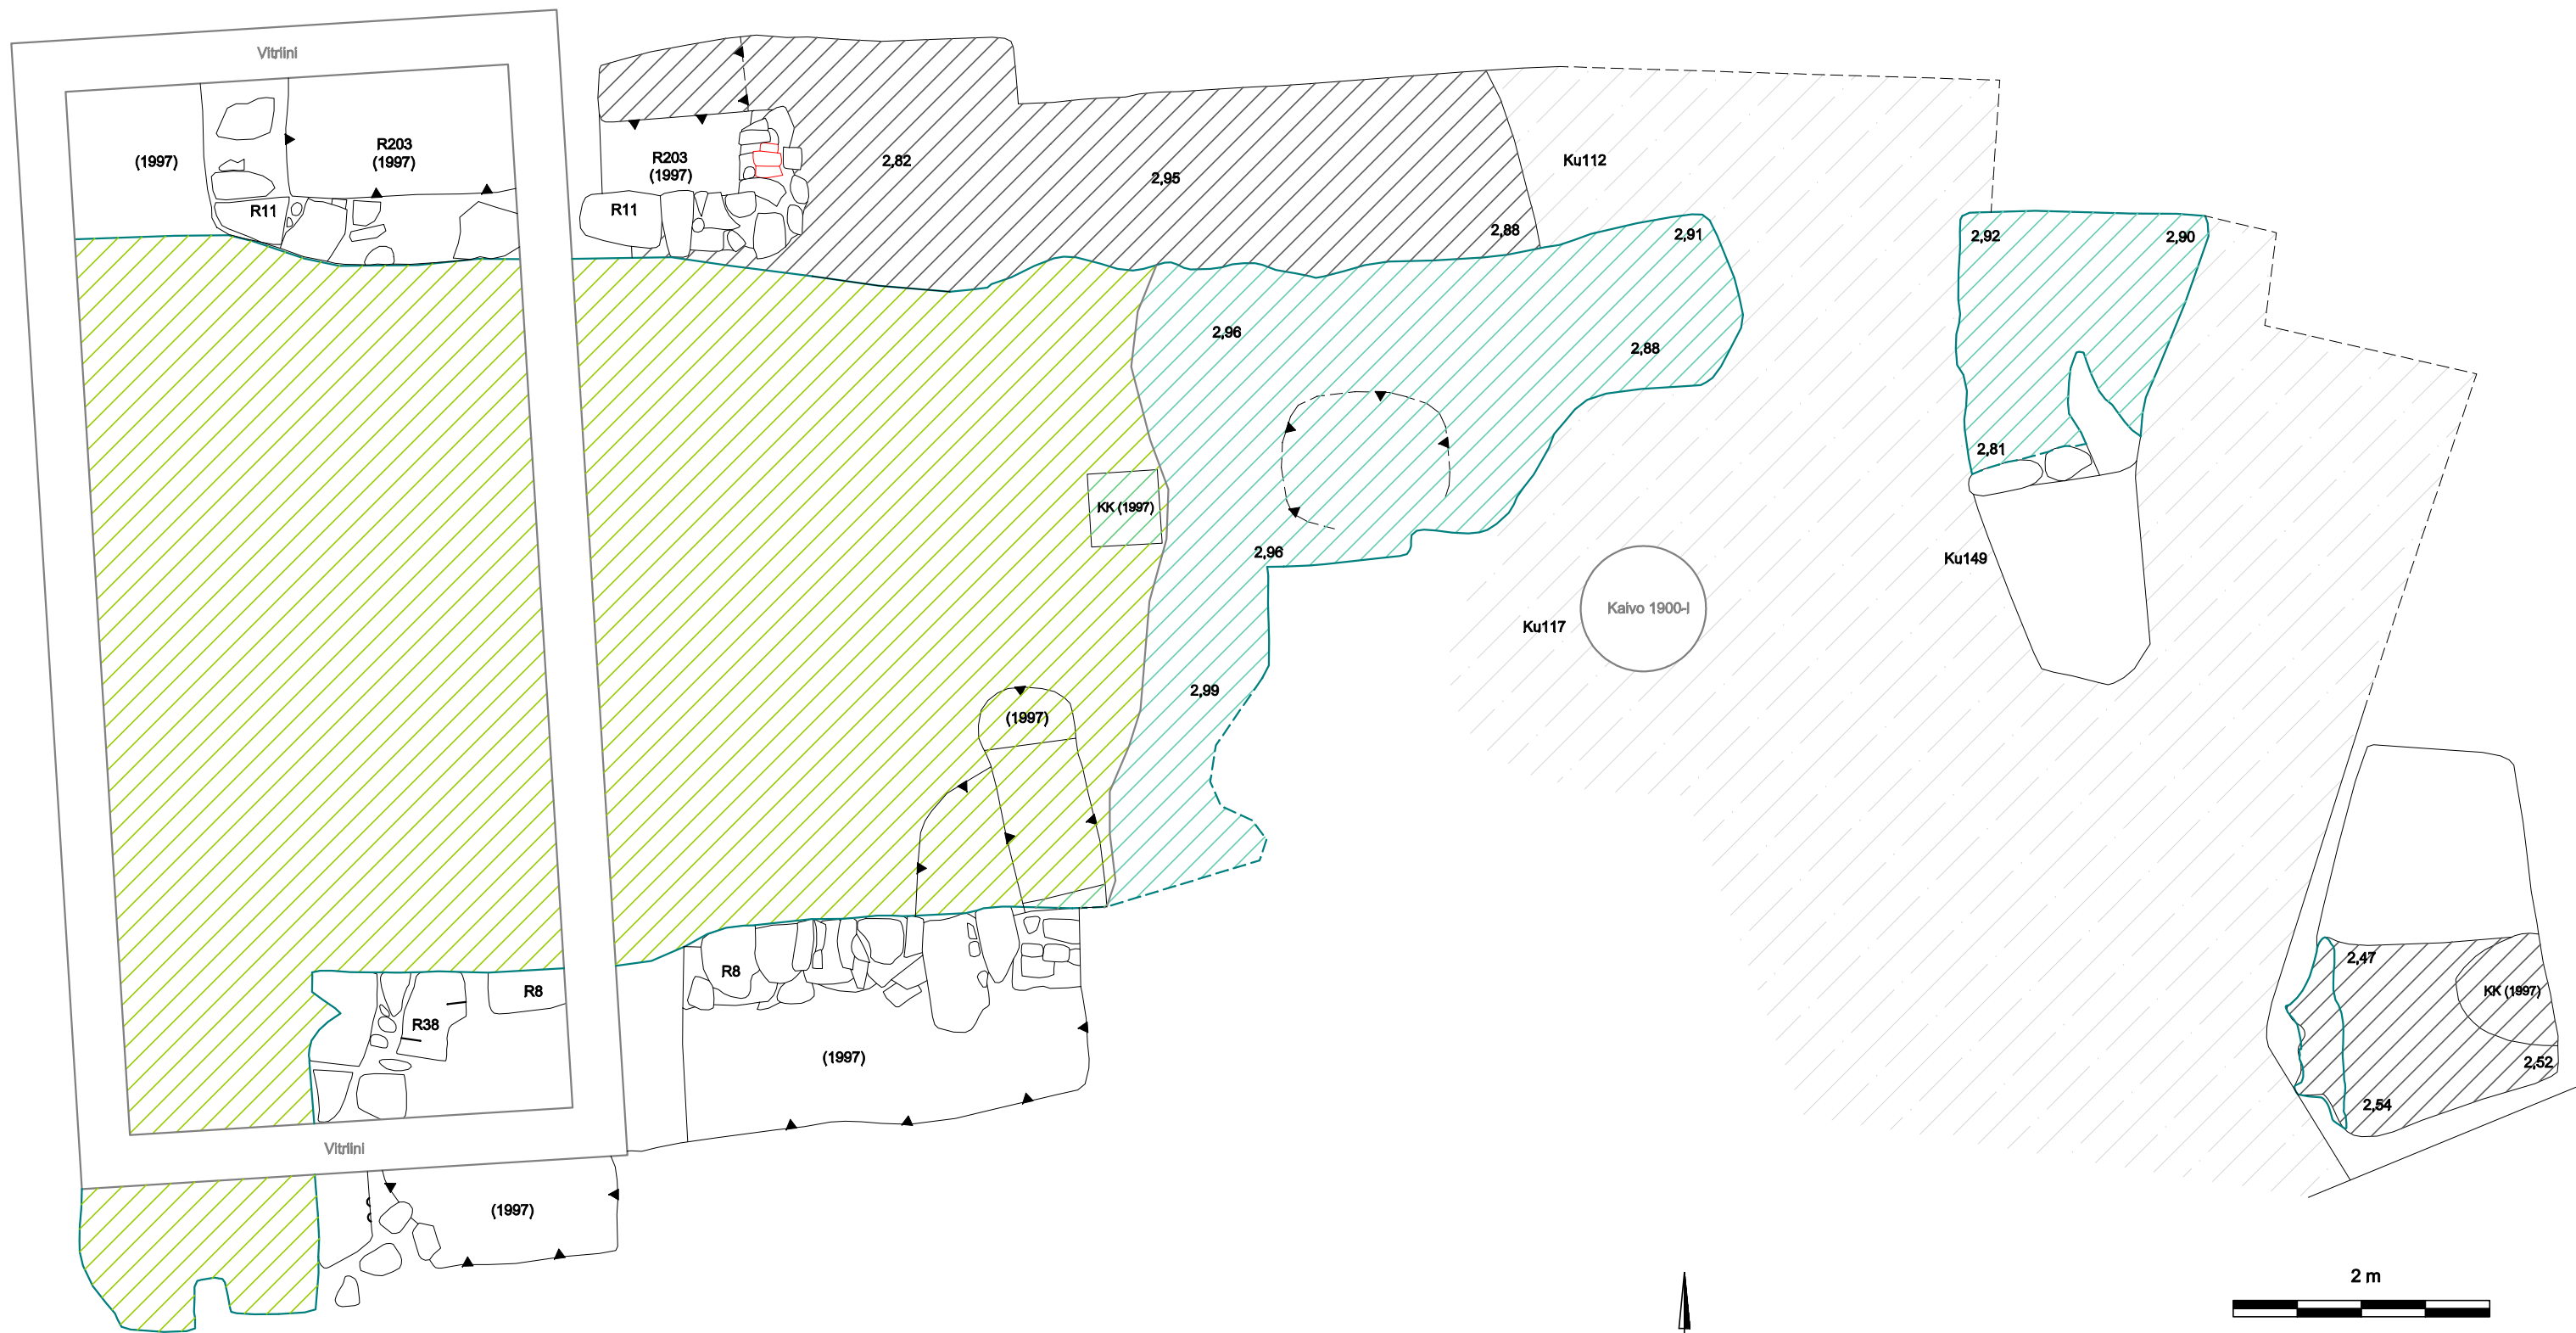 Vitriini
(1997)
R203
(1997)
R11
R203
(1997)
R11
2,82
2,95
2,88
Ku112
2,91
2,92
2,90
2,96
2,88
2,81
KK (1997)
2,96
Ku149
Kaivo 1900-l
Ku117
2,99
(1997)
R8
R8
R38
(1997)
2,47
KK (1997)
2,52
2,54
Vitriini
(1997)
2 m